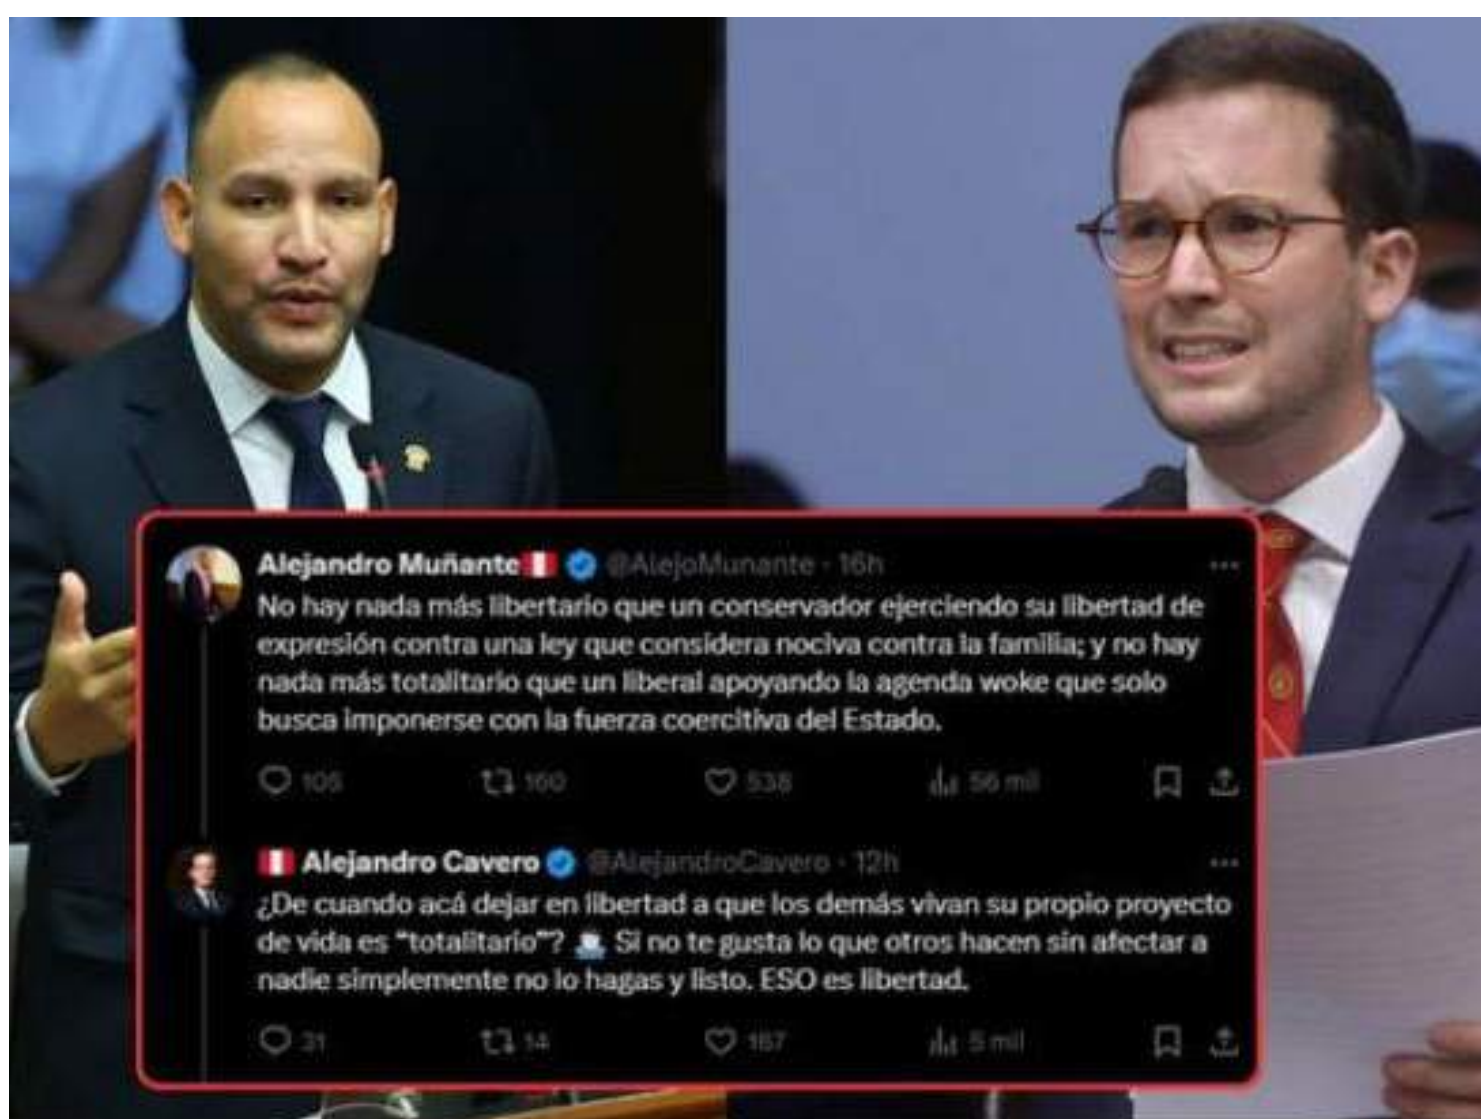 Alejandro Muñante @AlejoMunante · 16h
No hay nada más libertario que un conservador ejerciendo su libertad de
expresión contra una ley que considera nociva contra la familia; y no hay
nada más totalitario que un liberal apoyando la agenda woke que solo
busca imponerse con la fuerza coercitiva del Estado.
105 160 538 56 mil
Alejandro Cavero @AlejandroCavero · 12h
¿De cuando acá dejar en libertad a que los demás vivan su propio proyecto
de vida es “totalitario”? Si no te gusta lo que otros hacen sin afectar a
nadie simplemente no lo hagas y listo. ESO es libertad.
31 14 167 5 mil